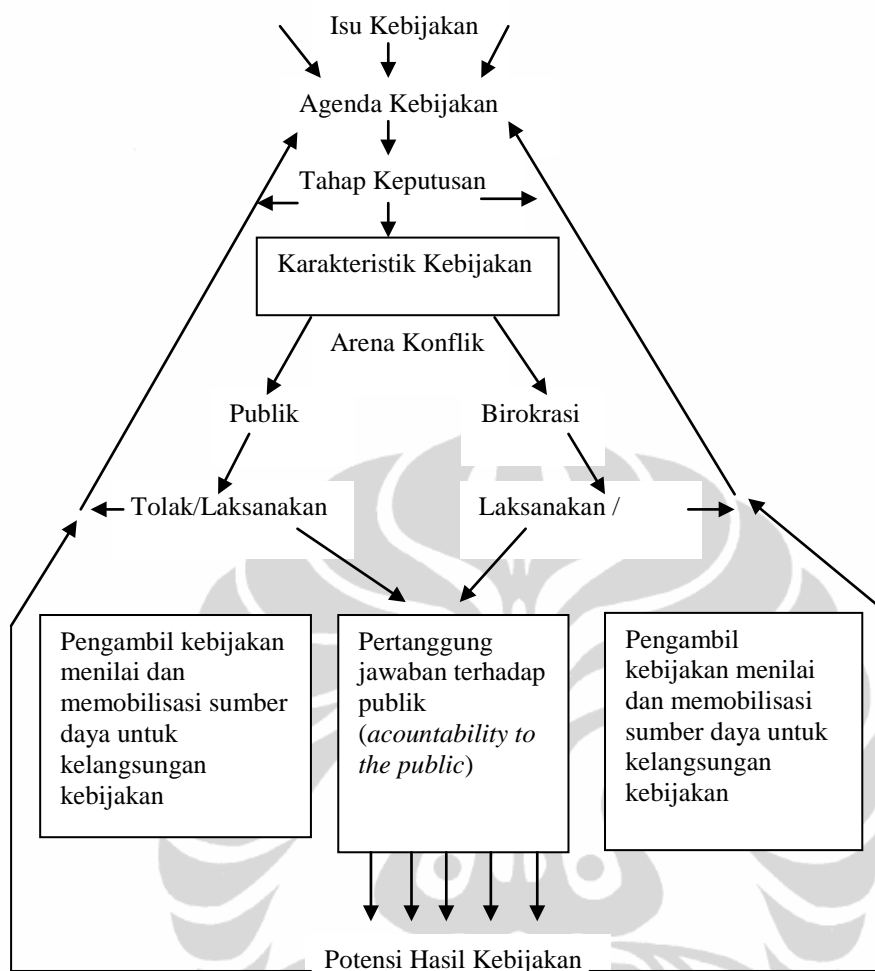 Isu Kebijakan
Agenda Kebijakan
Tahap Keputusan
Karakteristik Kebijakan
Arena Konflik
Publik
Birokrasi
Tolak/Laksanakan
Laksanakan /
Pengambil kebijakan
menilai dan
memobilisasi sumber
daya untuk
kelangsungan
kebijakan
Pertanggung
jawaban terhadap
publik
(acountability to
the public)
Pengambil
kebijakan menilai
dan memobilisasi
sumber daya untuk
kelangsungan
kebijakan
Potensi Hasil Kebijakan